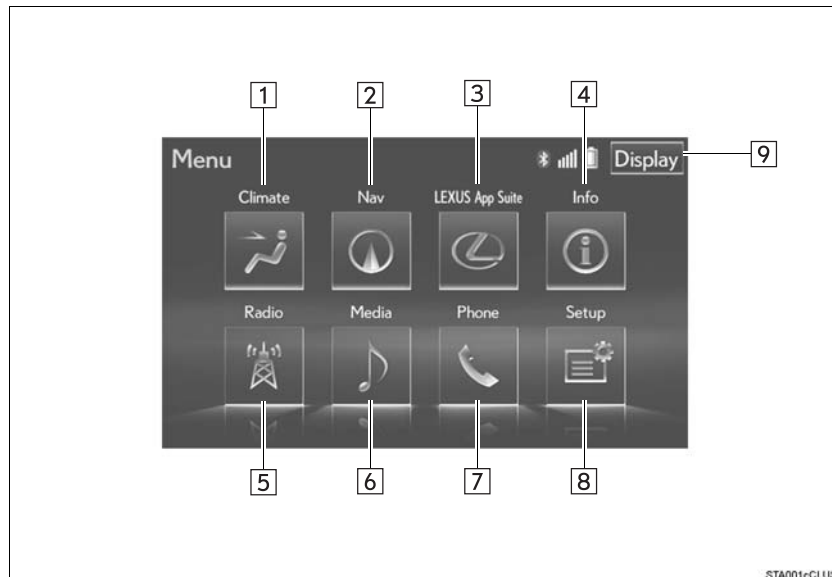 1 2 3 4
Menu Display 9
Climate Nav LEXUS App Suite Info
Radio Media Phone Setup
5 6 7 8